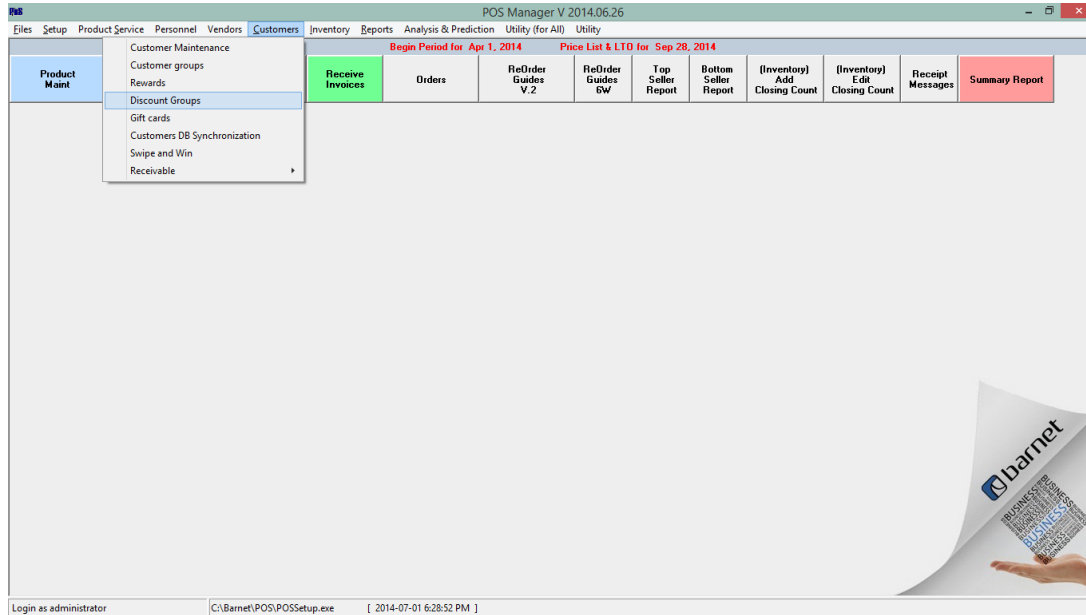 PoS POS Manager V 2014.06.26
Files Setup Product Service Personnel Vendors Customers Inventory Reports Analysis & Prediction Utility (for All) Utility
Begin Period for Apr 1, 2014 Price List & LTO for Sep 28, 2014
Product
Maint
Customer Maintenance
Customer groups
Rewards
Discount Groups
Gift cards
Customers DB Synchronization
Swipe and Win
Receivable
Receive
Invoices
Orders
ReOrder
Guides
V.2
ReOrder
Guides
6W
Top
Seller
Report
Bottom
Seller
Report
(Inventory)
Add
Closing Count
(Inventory)
Edit
Closing Count
Receipt
Messages
Summary Report
barnet
BUSINESS
Login as administrator C:\Barnet\POS\POSSetup.exe [ 2014-07-01 6:28:52 PM ]